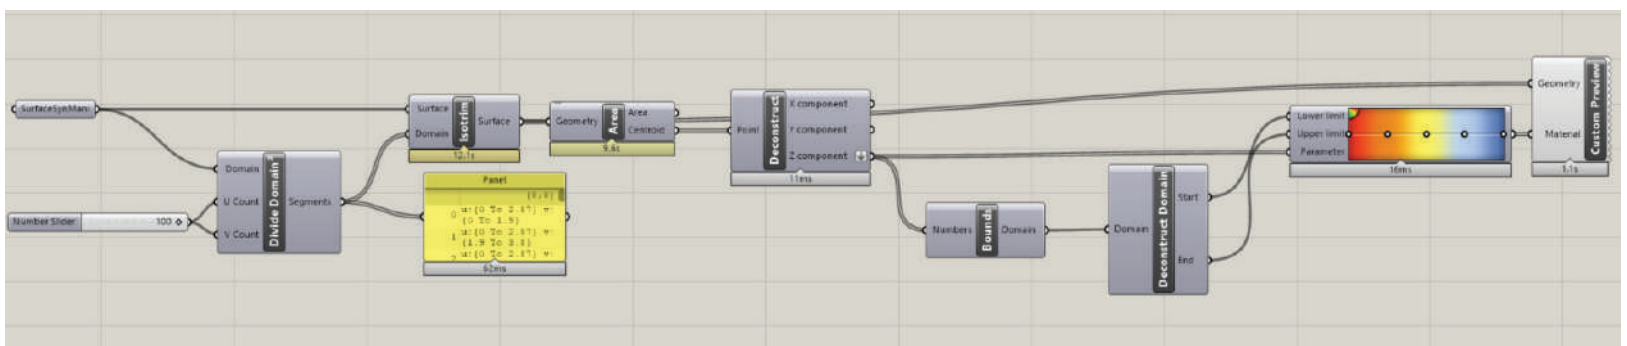 SurfaceSynMani
Number Slider
100
Domain
U Count
V Count
Divide Domain²
Segments
Surface
Domain
Isotrim
Surface
12.1s
Panel
{0,0}
0 u:{0 To 2.87} v:
{0 To 1.9}
1 u:{0 To 2.87} v:
{1.9 To 3.8}
2 u:{0 To 2.87} v:
62ms
Geometry
Area
Area
Centroid
9.6s
Point
Deconstruct
X component
Y component
Z component
11ms
Numbers
Bounds
Domain
Domain
Deconstruct Domain
Start
End
Lower limit
Upper limit
Parameter
16ms
Geometry
Material
Custom Preview
1.1s